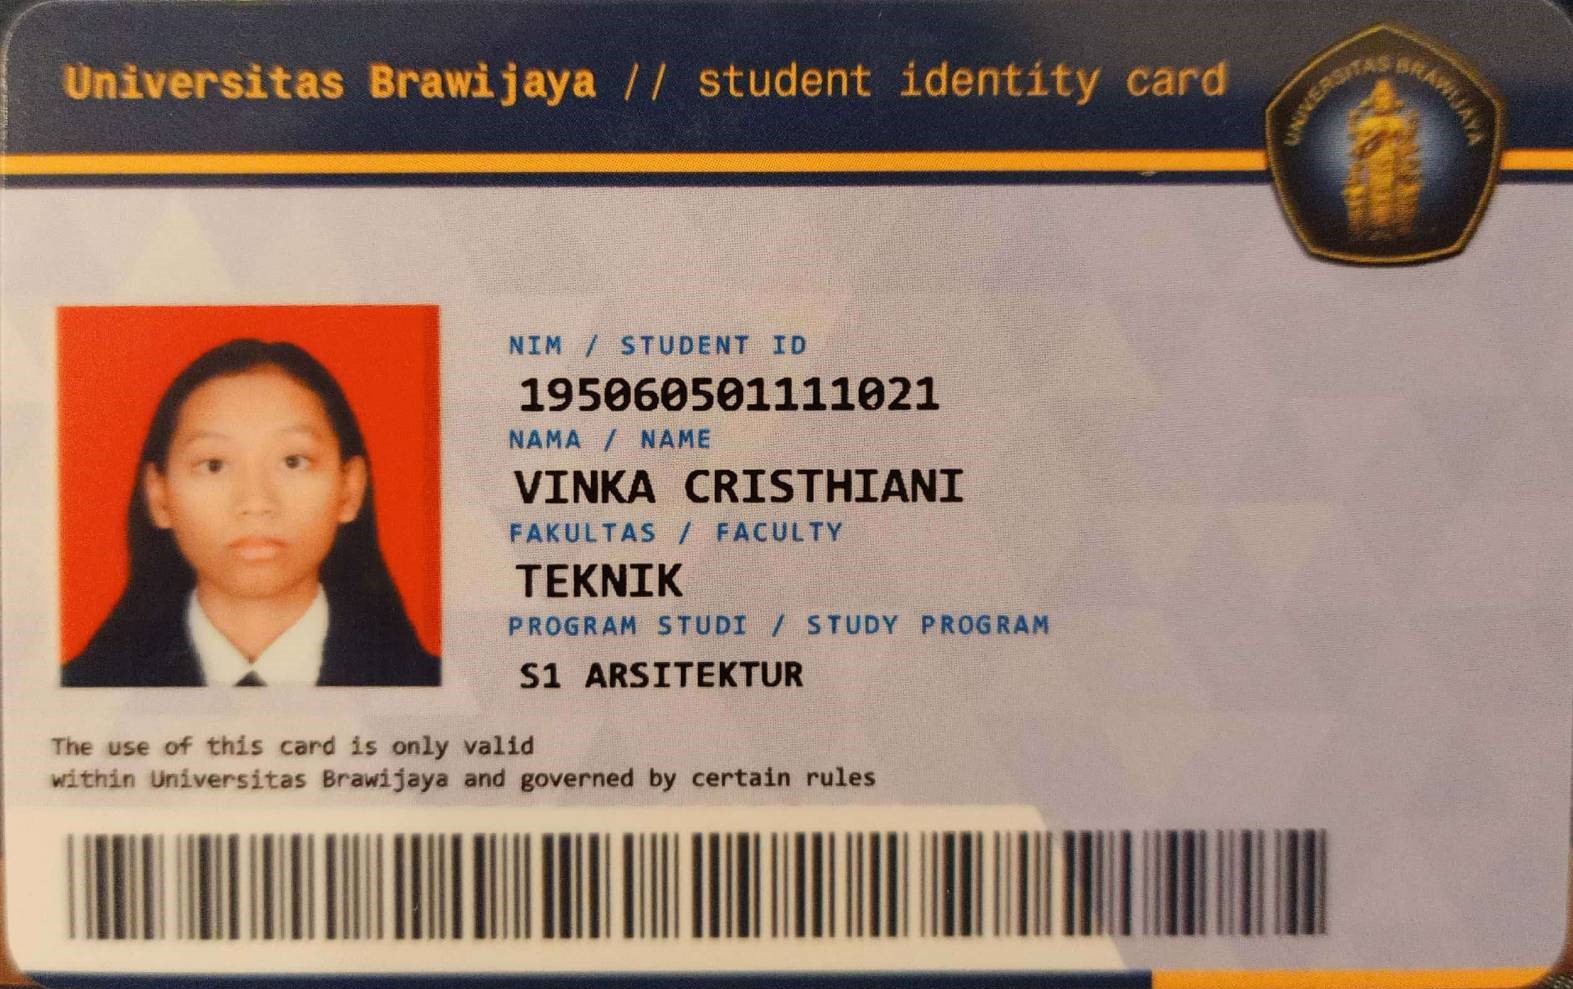 Universitas Brawijaya // student identity card
UNIVERSITAS BRAWIJAYA
NIM / STUDENT ID
195060501111021
NAMA / NAME
VINKA CRISTHIANI
FAKULTAS / FACULTY
TEKNIK
PROGRAM STUDI / STUDY PROGRAM
S1 ARSITEKTUR
The use of this card is only valid
within Universitas Brawijaya and governed by certain rules